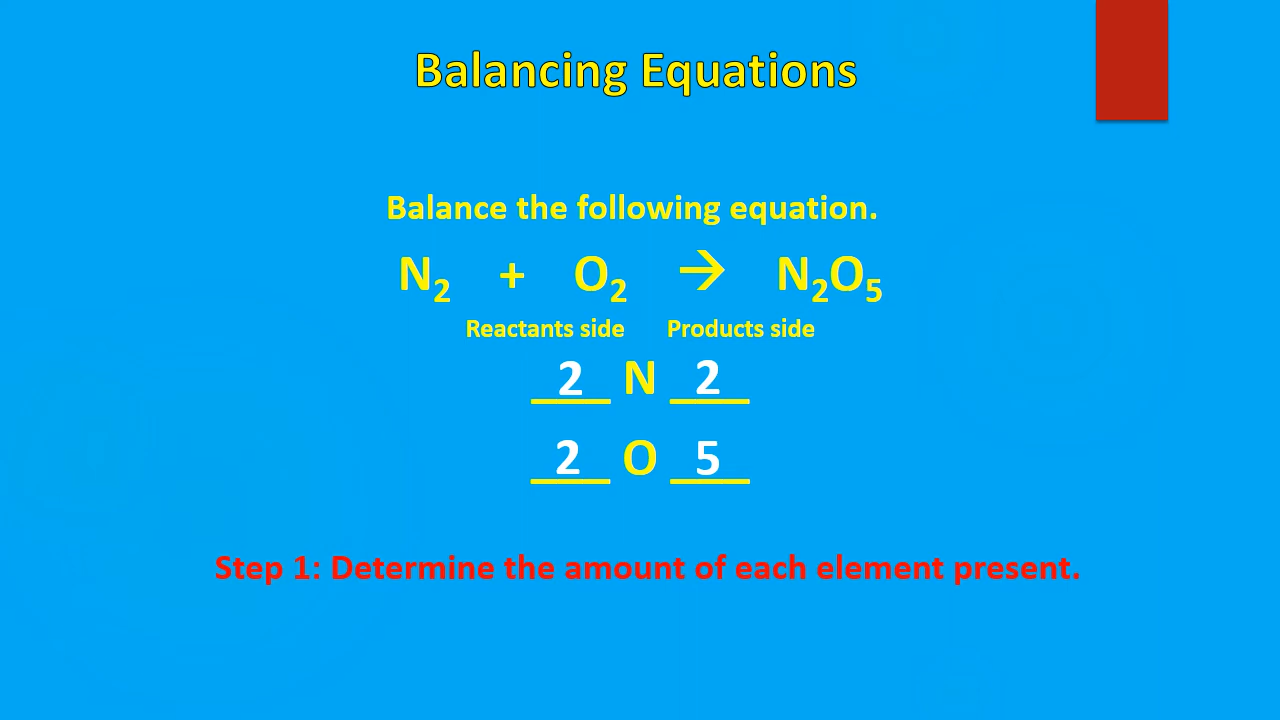 Balancing Equations
Balance the following equation.
N₂ + O₂ → N₂O₅
Reactants side Products side
2 N 2
2 O 5
Step 1: Determine the amount of each element present.